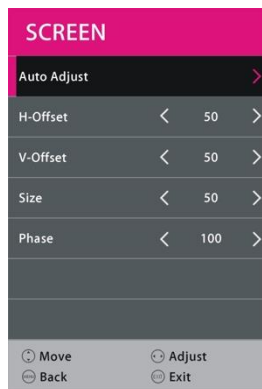 SCREEN
Auto Adjust
H-Offset 50
V-Offset 50
Size 50
Phase 100
Move Adjust
Back Exit